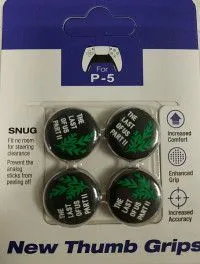 For
P-5
SNUG
Fit no mem
for steering
clearance
Prevent the
analog
sticks from
peeling off
THE
LAST
OF US
PART II
THE
LAST
OF US
PART II
THE
LAST
OF US
PART II
THE
LAST
OF US
PART II
Increased
Comfort
Enhanced
Grip
Increased
Accuracy
New Thumb Grips